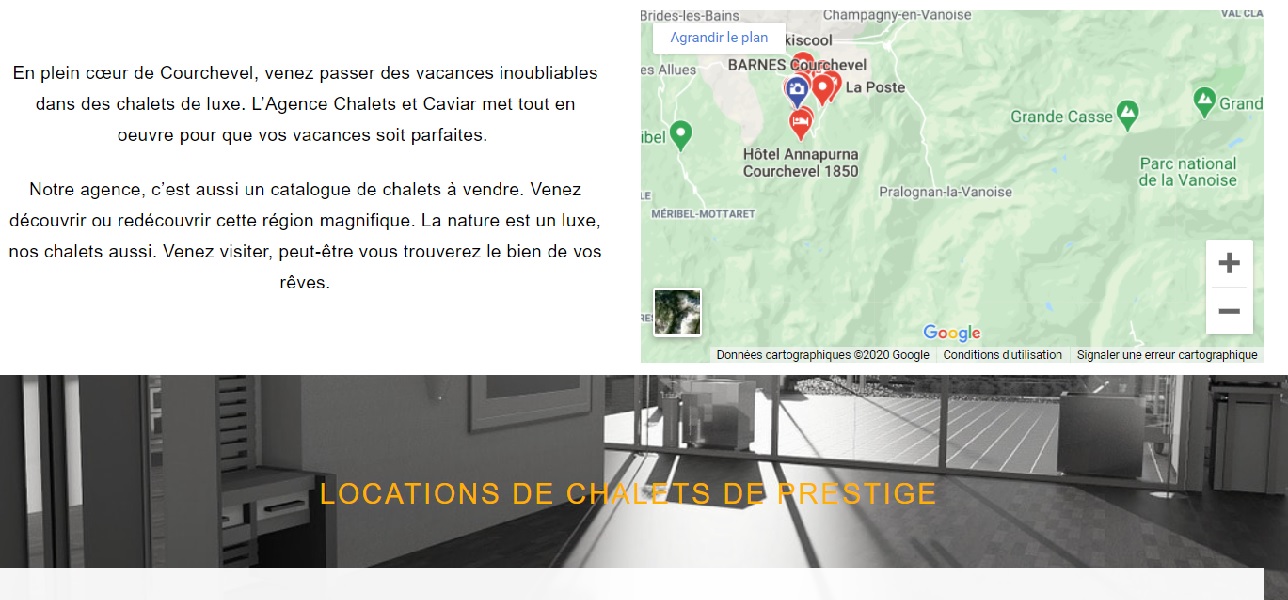 En plein cœur de Courchevel, venez passer des vacances inoubliables
dans des chalets de luxe. L'Agence Chalets et Caviar met tout en
oeuvre pour que vos vacances soit parfaites.
Notre agence, c'est aussi un catalogue de chalets à vendre. Venez
découvrir ou redécouvrir cette région magnifique. La nature est un luxe,
nos chalets aussi. Venez visiter, peut-être vous trouverez le bien de vos
rêves.
Brides-les-Bains
Champagny-en-Vanoise
Agrandir le plan
kiscool
es Allues
BARNES Courchevel
La Poste
Grande Casse
Grand
ibel
Hôtel Annapurna
Courchevel 1850
Parc national
de la Vanoise
Pralognan-la-Vanoise
MÉRIBEL-MOTTARET
Google
Données cartographiques ©2020 Google
Conditions d'utilisation
Signaler une erreur cartographique
LOCATIONS DE CHALETS DE PRESTIGE